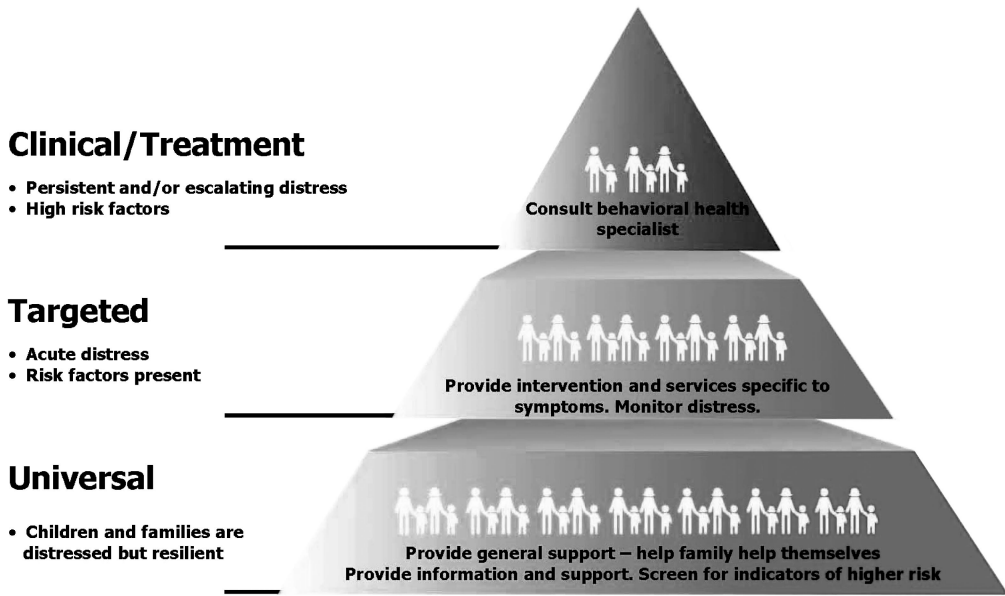 Clinical/Treatment
• Persistent and/or escalating distress
• High risk factors
Consult behavioral health
specialist
Targeted
• Acute distress
• Risk factors present
Provide intervention and services specific to
symptoms. Monitor distress.
Universal
• Children and families are
distressed but resilient
Provide general support – help family help themselves
Provide information and support. Screen for indicators of higher risk